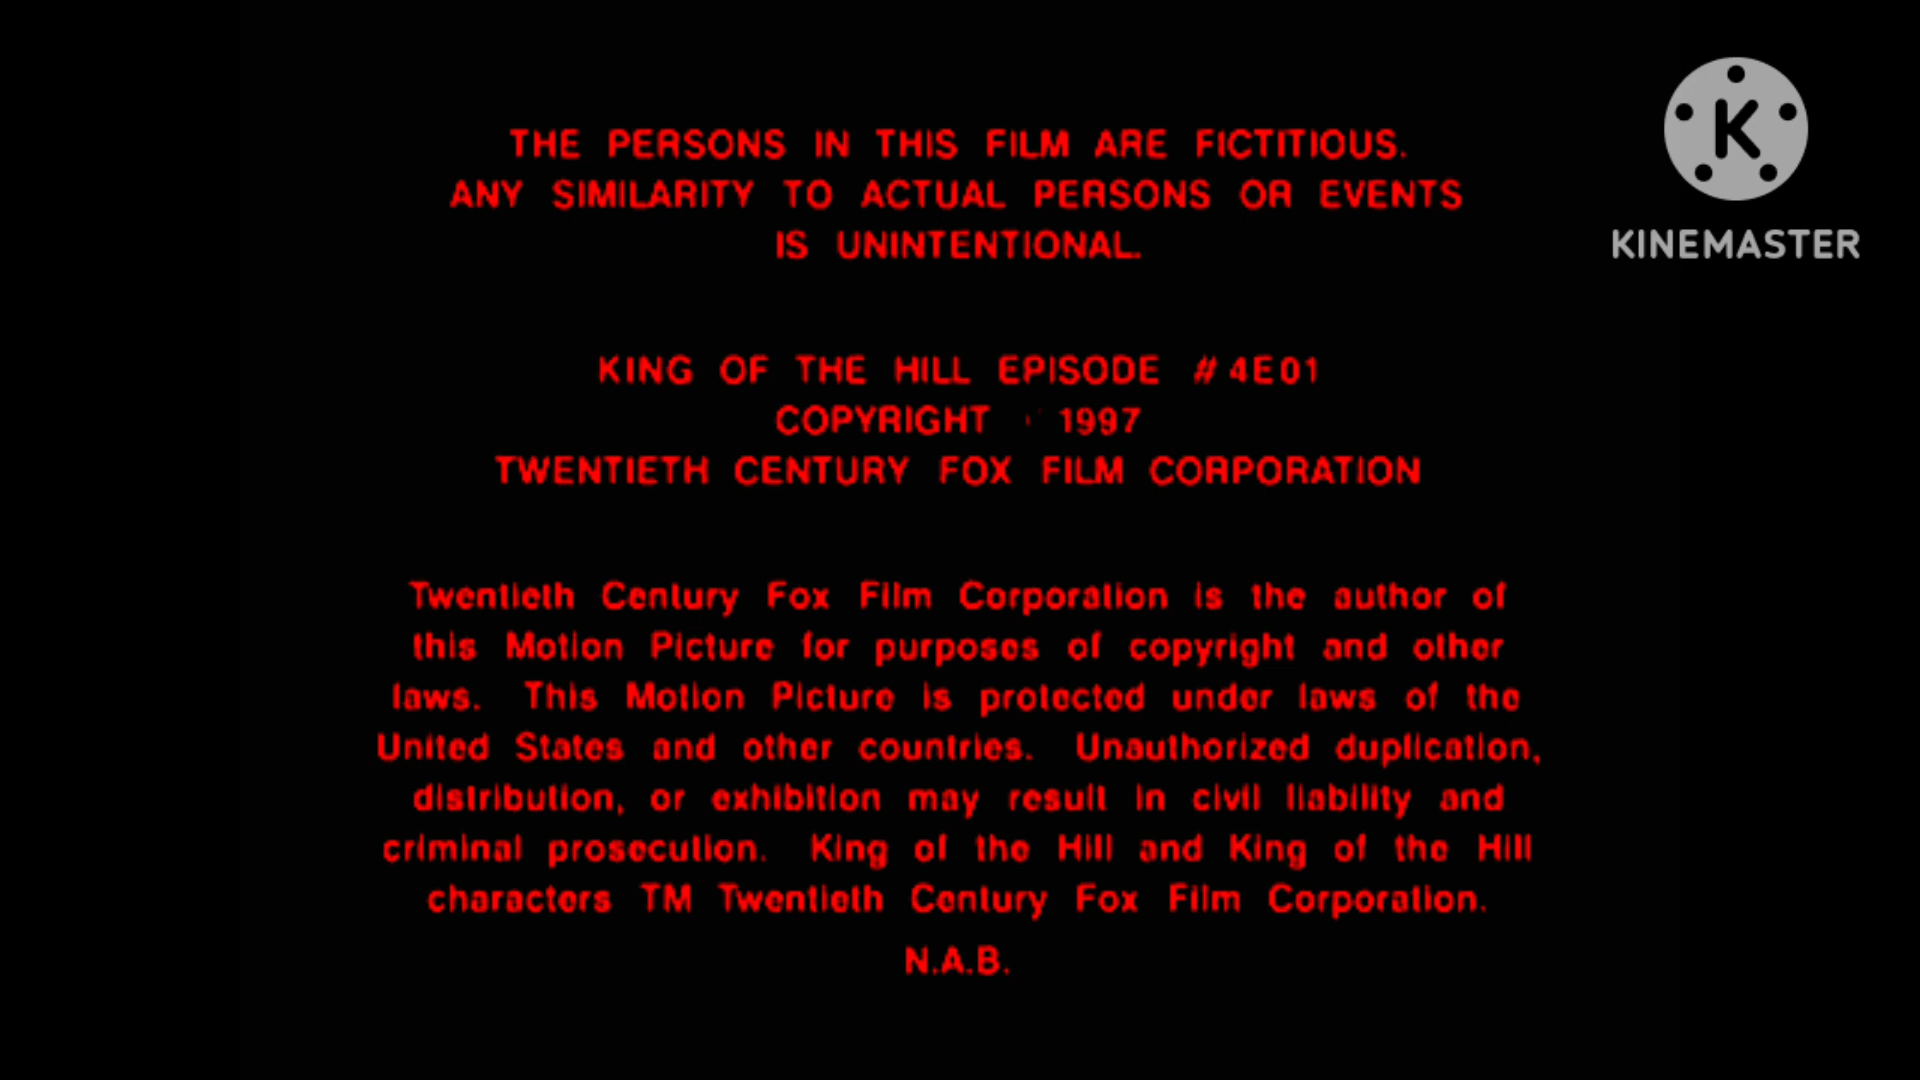 THE PERSONS IN THIS FILM ARE FICTITIOUS.
ANY SIMILARITY TO ACTUAL PERSONS OR EVENTS
IS UNINTENTIONAL.
K
KINEMASTER
KING OF THE HILL EPISODE #4E01
COPYRIGHT 1997
TWENTIETH CENTURY FOX FILM CORPORATION
Twentieth Century Fox Film Corporation is the author of
this Motion Picture for purposes of copyright and other
laws. This Motion Picture is protected under laws of the
United States and other countries. Unauthorized duplication,
distribution, or exhibition may result in civil liability and
criminal prosecution. King of the Hill and King of the Hill
characters TM Twentieth Century Fox Film Corporation.
N.A.B.